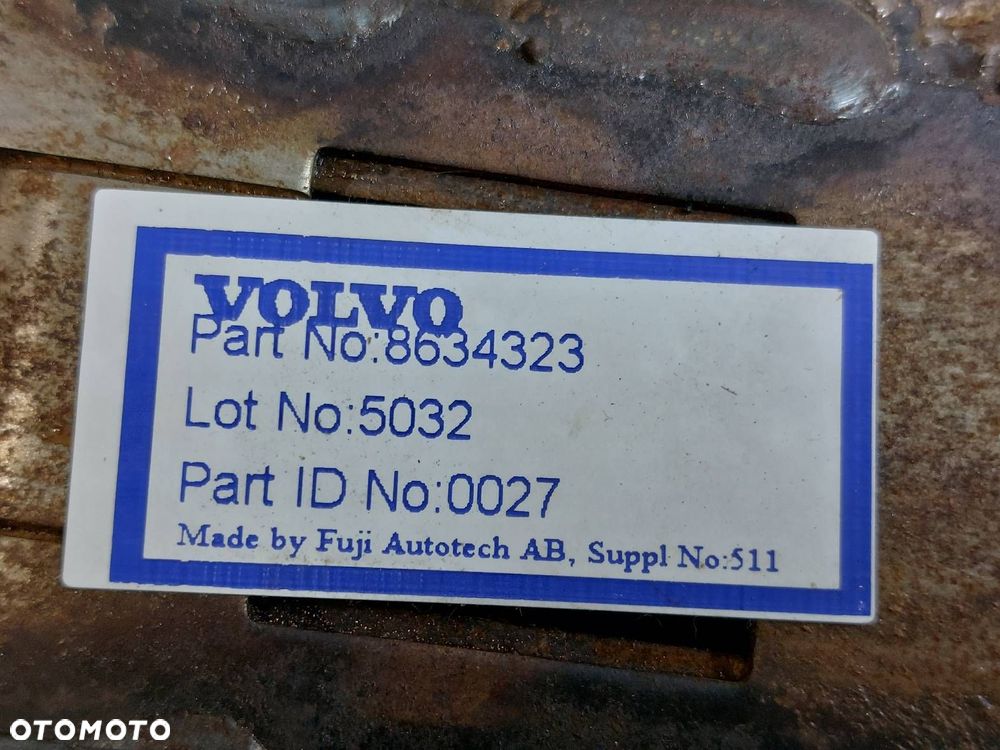 VOLVO
Part No:8634323
Lot No:5032
Part ID No:0027
Made by Fuji Autotech AB, Suppl No:511
OTOMOTO